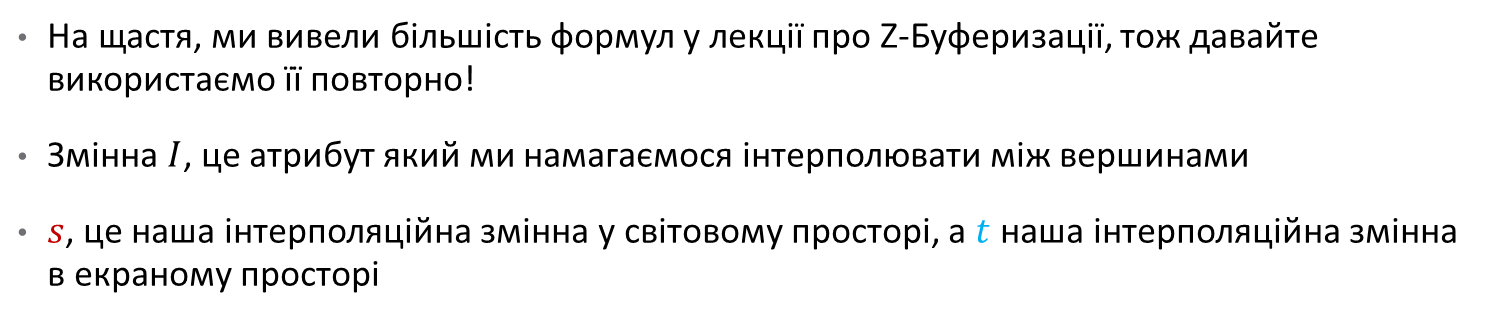 • На щастя, ми вивели більшість формул у лекції про Z-Буферизації, тож давайте
використаємо її повторно!
• Змінна I, це атрибут який ми намагаємося інтерполювати між вершинами
• s, це наша інтерполяційна змінна у світовому просторі, а t наша інтерполяційна змінна
в екраному просторі